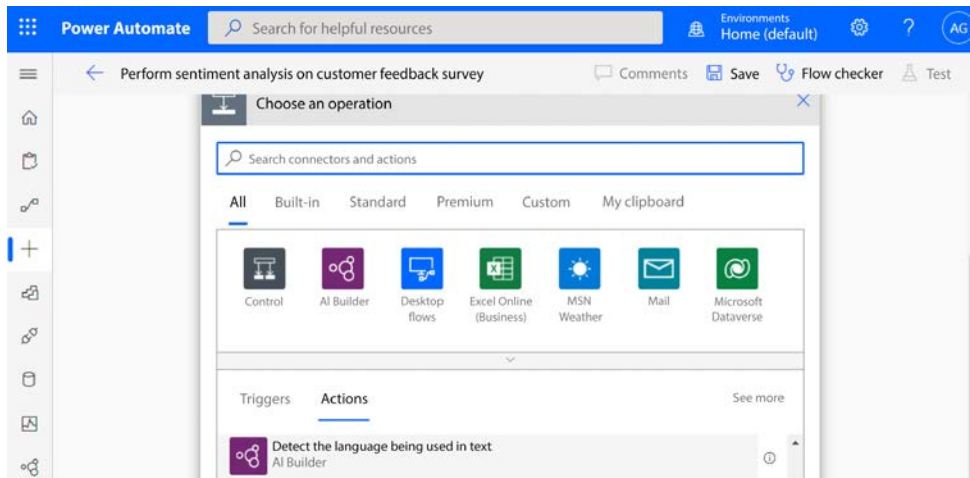 Power Automate
Search for helpful resources
Environments
Home (default)
?
AG
Perform sentiment analysis on customer feedback survey
Comments
Save
Flow checker
Test
Choose an operation
Search connectors and actions
All Built-in Standard Premium Custom My clipboard
Control
AI Builder
Desktop
flows
Excel Online
(Business)
MSN
Weather
Mail
Microsoft
Dataverse
Triggers Actions See more
Detect the language being used in text
AI Builder